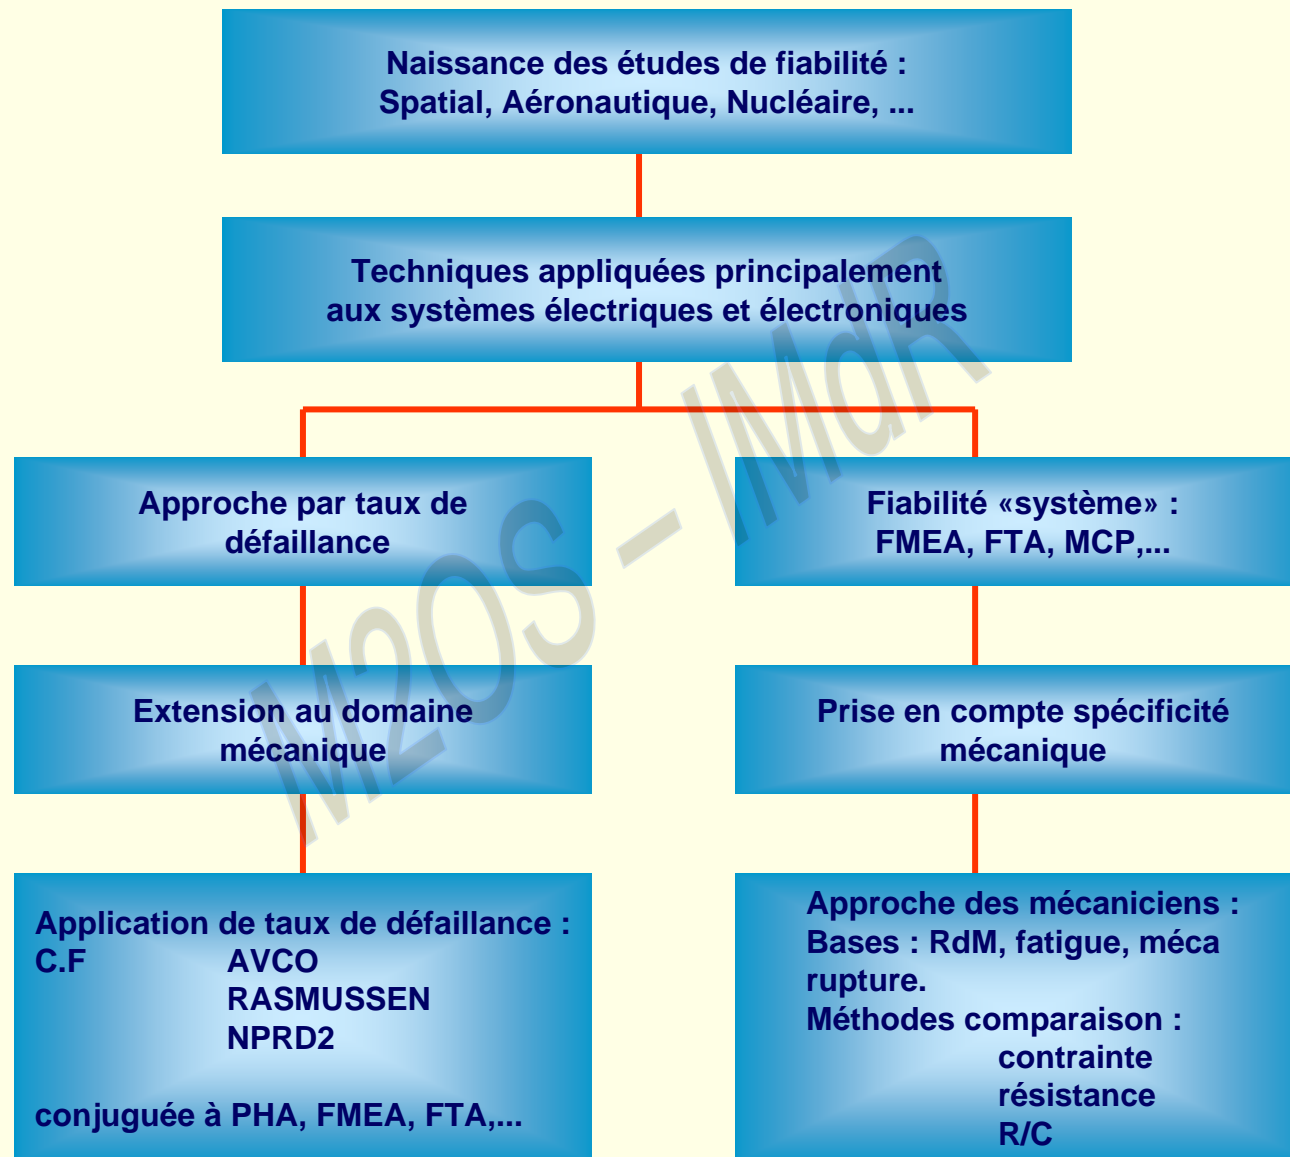 Naissance des études de fiabilité :
Spatial, Aéronautique, Nucléaire, ...
Techniques appliquées principalement
aux systèmes électriques et électroniques
Approche par taux de
défaillance
Fiabilité «système» :
FMEA, FTA, MCP,...
Extension au domaine
mécanique
Prise en compte spécificité
mécanique
Application de taux de défaillance :
C.F AVCO
RASMUSSEN
NPRD2
conjuguée à PHA, FMEA, FTA,...
Approche des mécaniciens :
Bases : RdM, fatigue, méca
rupture.
Méthodes comparaison :
contrainte
résistance
R/C
M2OS – IMdR